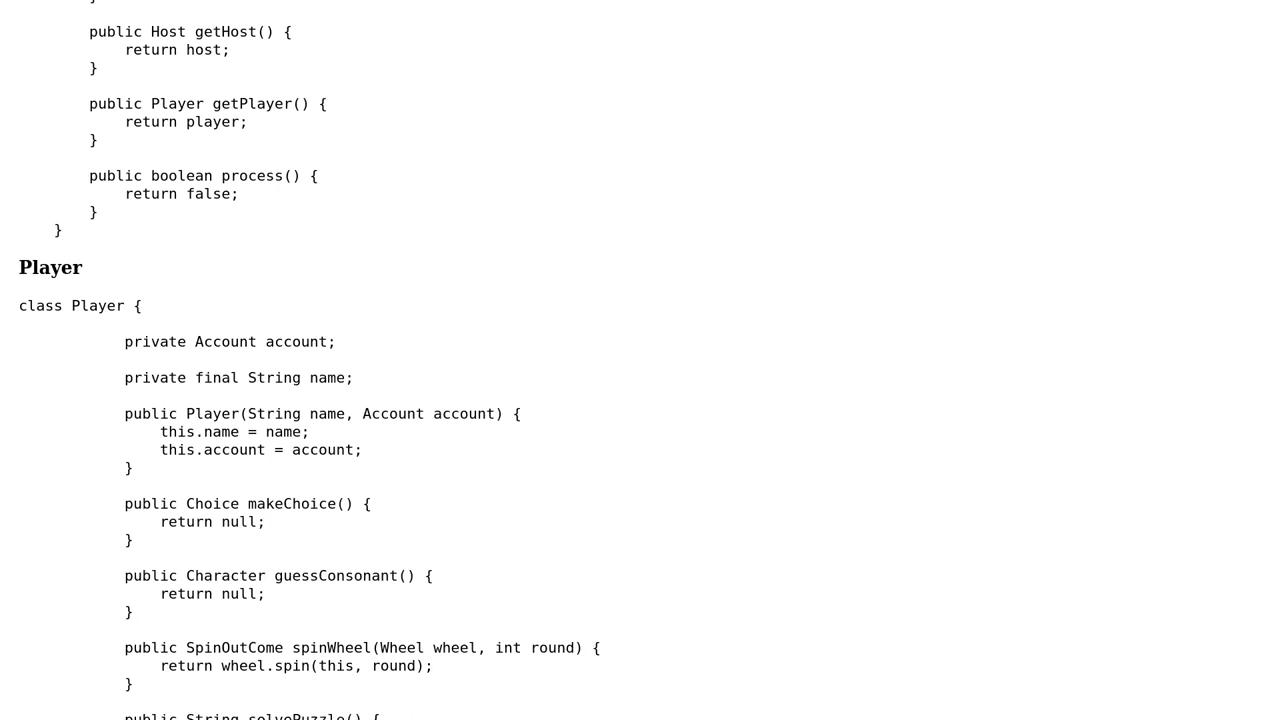 }
public Host getHost() {
return host;
}
public Player getPlayer() {
return player;
}
public boolean process() {
return false;
}
}
Player
class Player {
private Account account;
private final String name;
public Player(String name, Account account) {
this.name = name;
this.account = account;
}
public Choice makeChoice() {
return null;
}
public Character guessConsonant() {
return null;
}
public SpinOutCome spinWheel(Wheel wheel, int round) {
return wheel.spin(this, round);
}
public String solvePuzzle() {